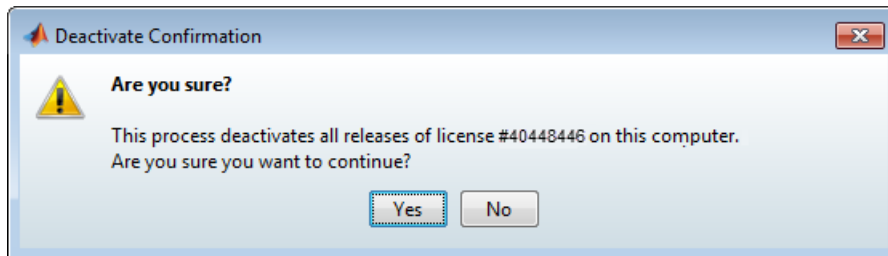 Deactivate Confirmation
Are you sure?
This process deactivates all releases of license #40448446 on this computer.
Are you sure you want to continue?
Yes No